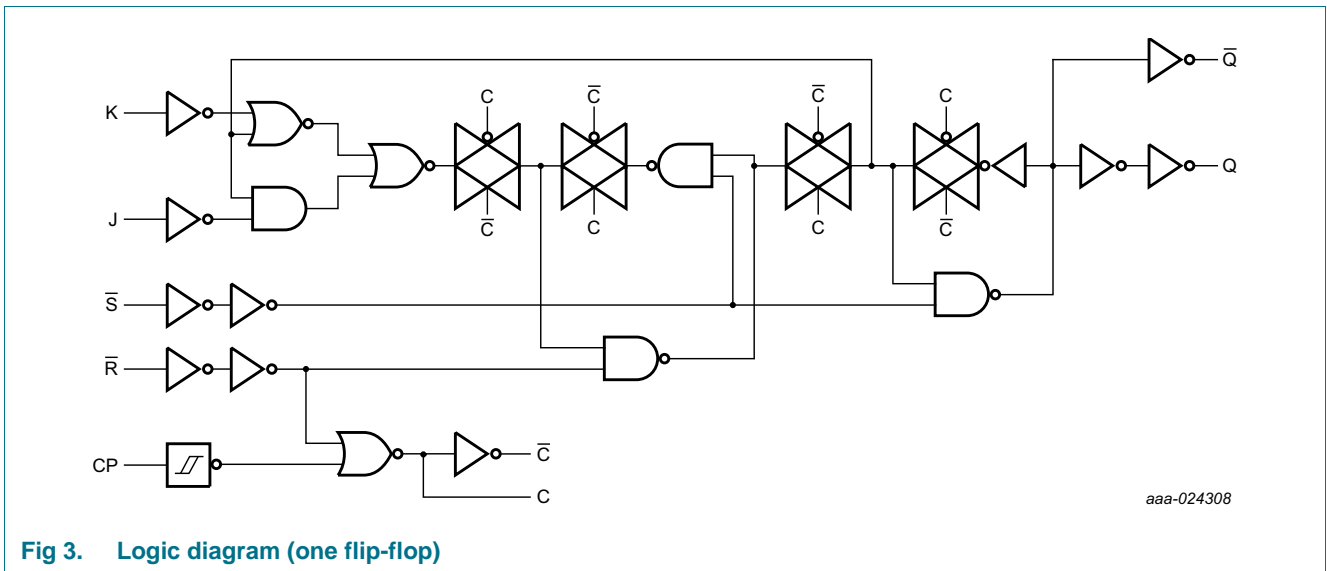 C
C̅
C̅
C
Q̅
K
Q
J
C̅
C
C
C̅
S̅
R̅
CP
C̅
C
aaa-024308
Fig 3. Logic diagram (one flip-flop)